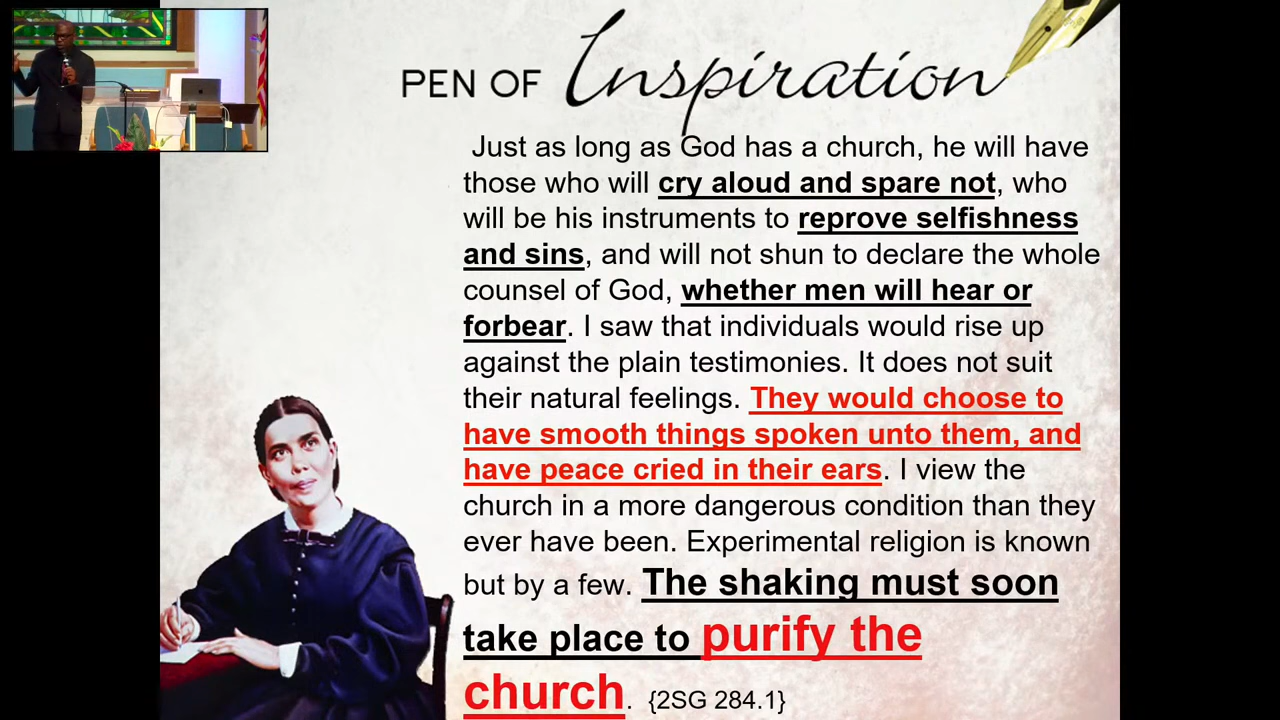 PEN OF Inspiration
Just as long as God has a church, he will have
those who will cry aloud and spare not, who
will be his instruments to reprove selfishness
and sins, and will not shun to declare the whole
counsel of God, whether men will hear or
forbear. I saw that individuals would rise up
against the plain testimonies. It does not suit
their natural feelings. They would choose to
have smooth things spoken unto them, and
have peace cried in their ears. I view the
church in a more dangerous condition than they
ever have been. Experimental religion is known
but by a few. The shaking must soon
take place to purify the
church. {2SG 284.1}